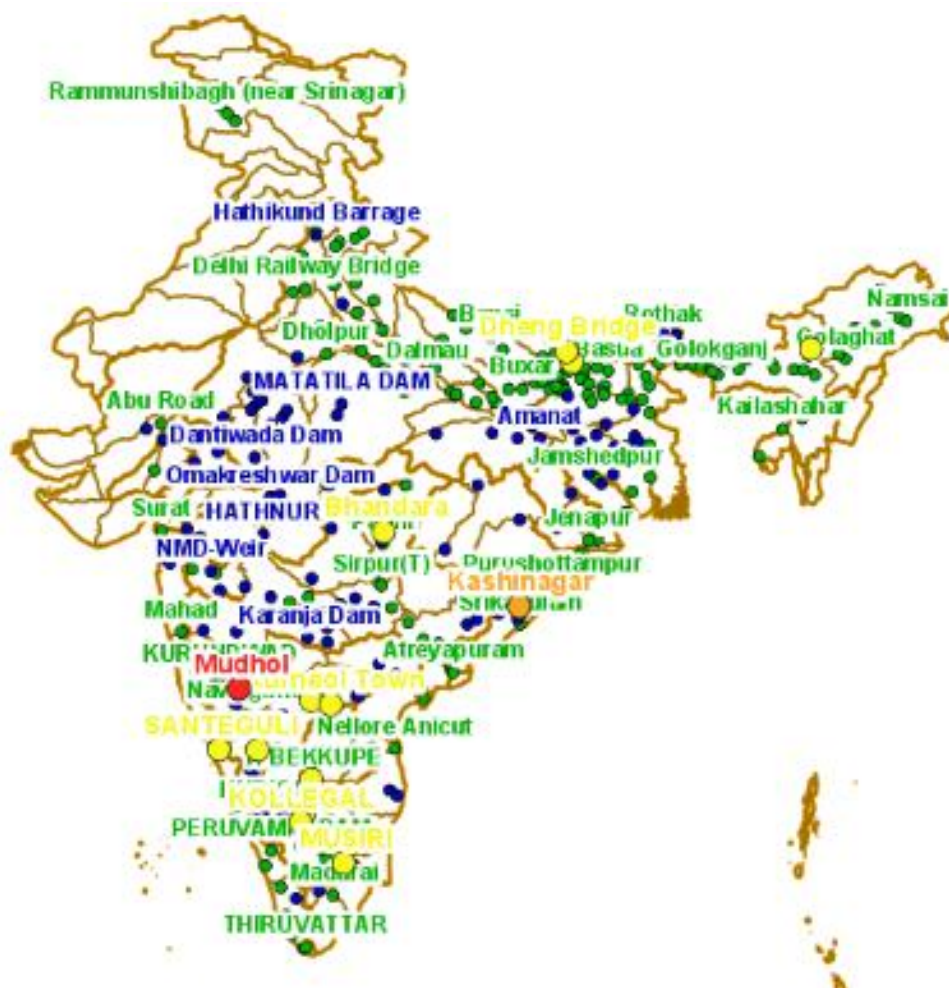 Rammunshibagh (near Srinagar)
Hathikund Barrage
Delhi Railway Bridge
Namsai
Rothak
Dheng Bridge
Dholpur
Golaghat
Dalmau
Golokganj
Buxar
MATATILA DAM
Abu Road
Kailashahar
Amanat
Dantiwada Dam
Jamshedpur
Omakreshwar Dam
Surat
HATHNUR
Bhandara
Jenapur
NMD-Weir
Sirpur(T)
Purushottampur
Kashinagar
Mahad
Karanja Dam
Atreyapuram
Mudhol
Town
SANTEGULI
Nellore Anicut
BEKKUPE
KOLLEGAL
MUSIRI
Madurai
THIRUVATTAR